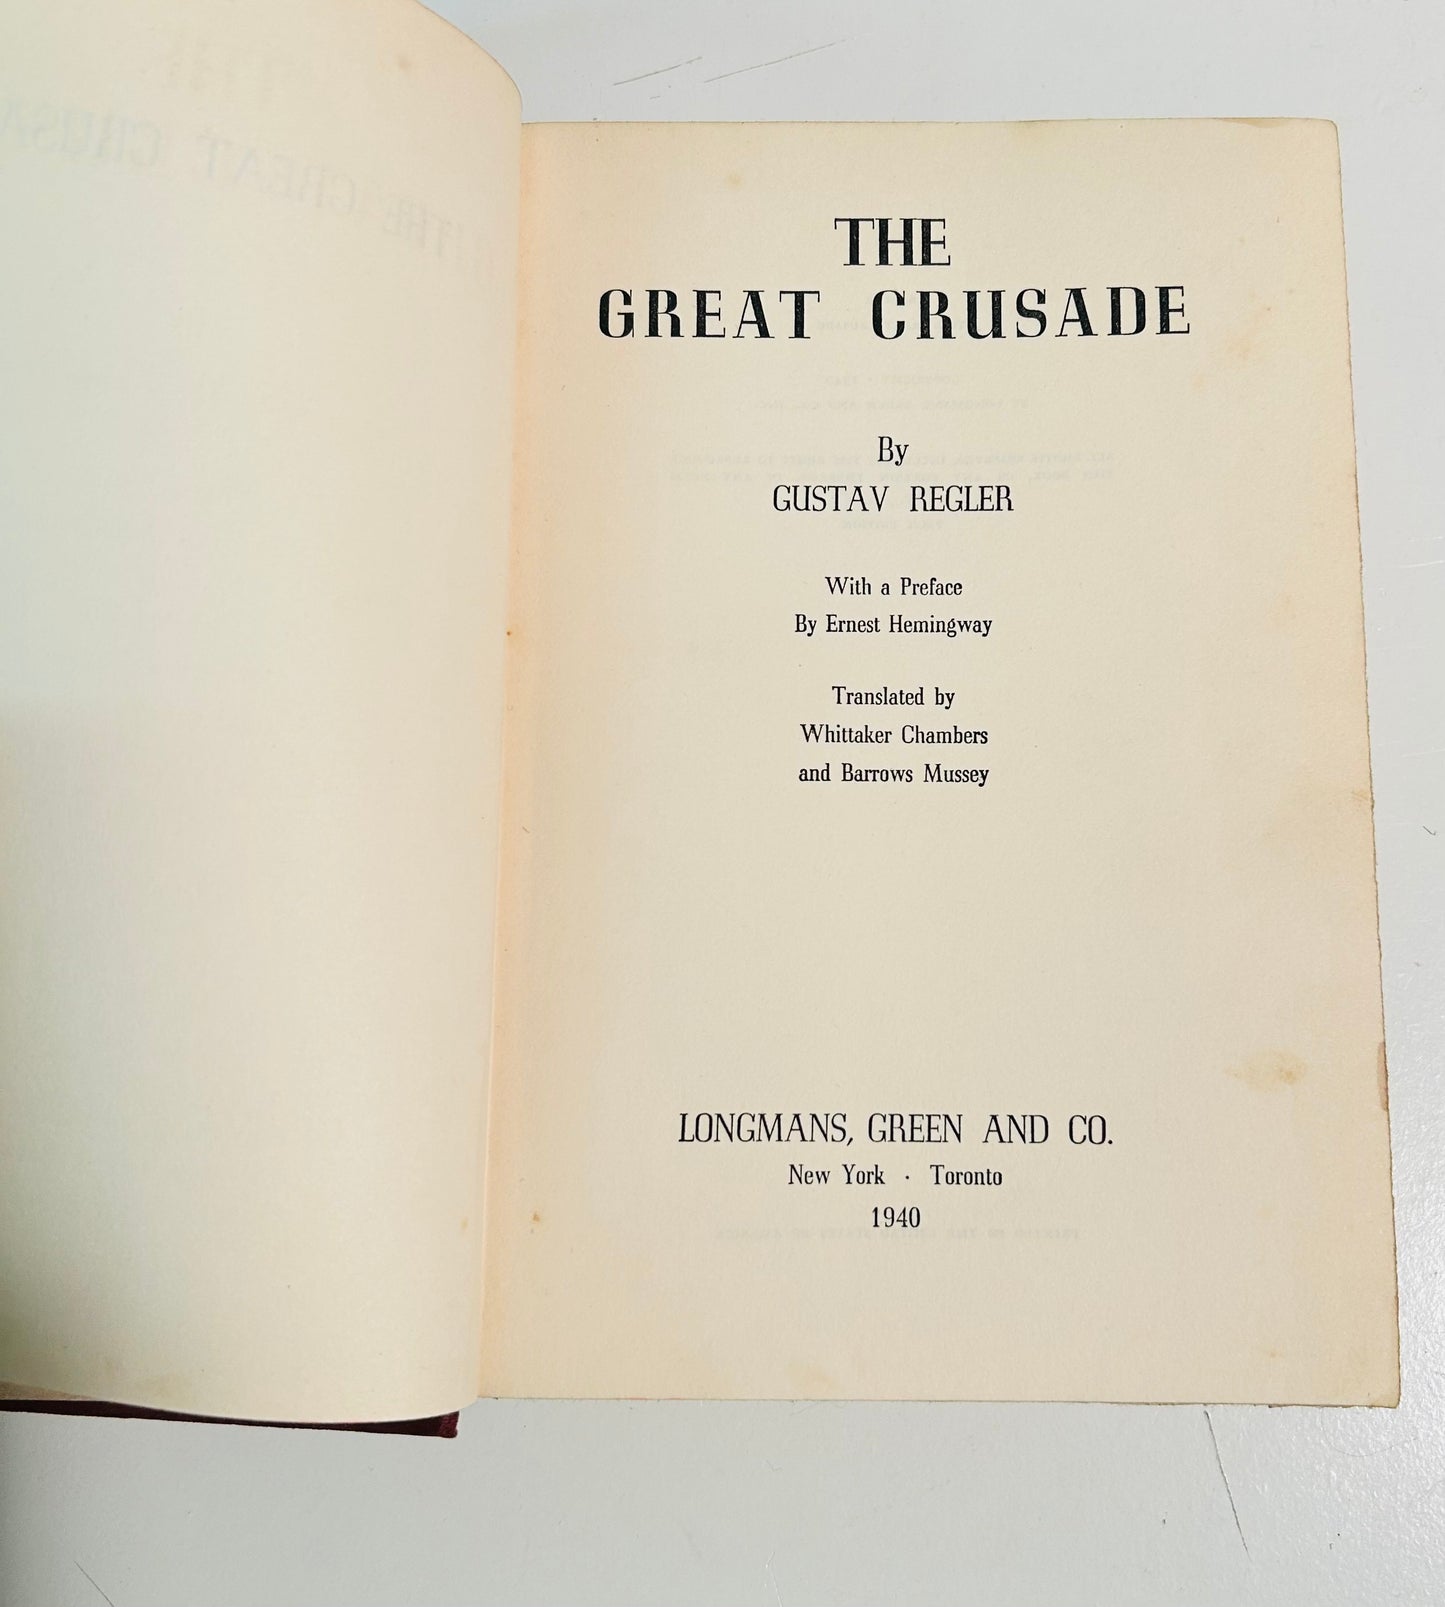 THE
GREAT CRUSADE
By
GUSTAV REGLER
With a Preface
By Ernest Hemingway
Translated by
Whittaker Chambers
and Barrows Mussey
LONGMANS, GREEN AND CO.
New York · Toronto
1940